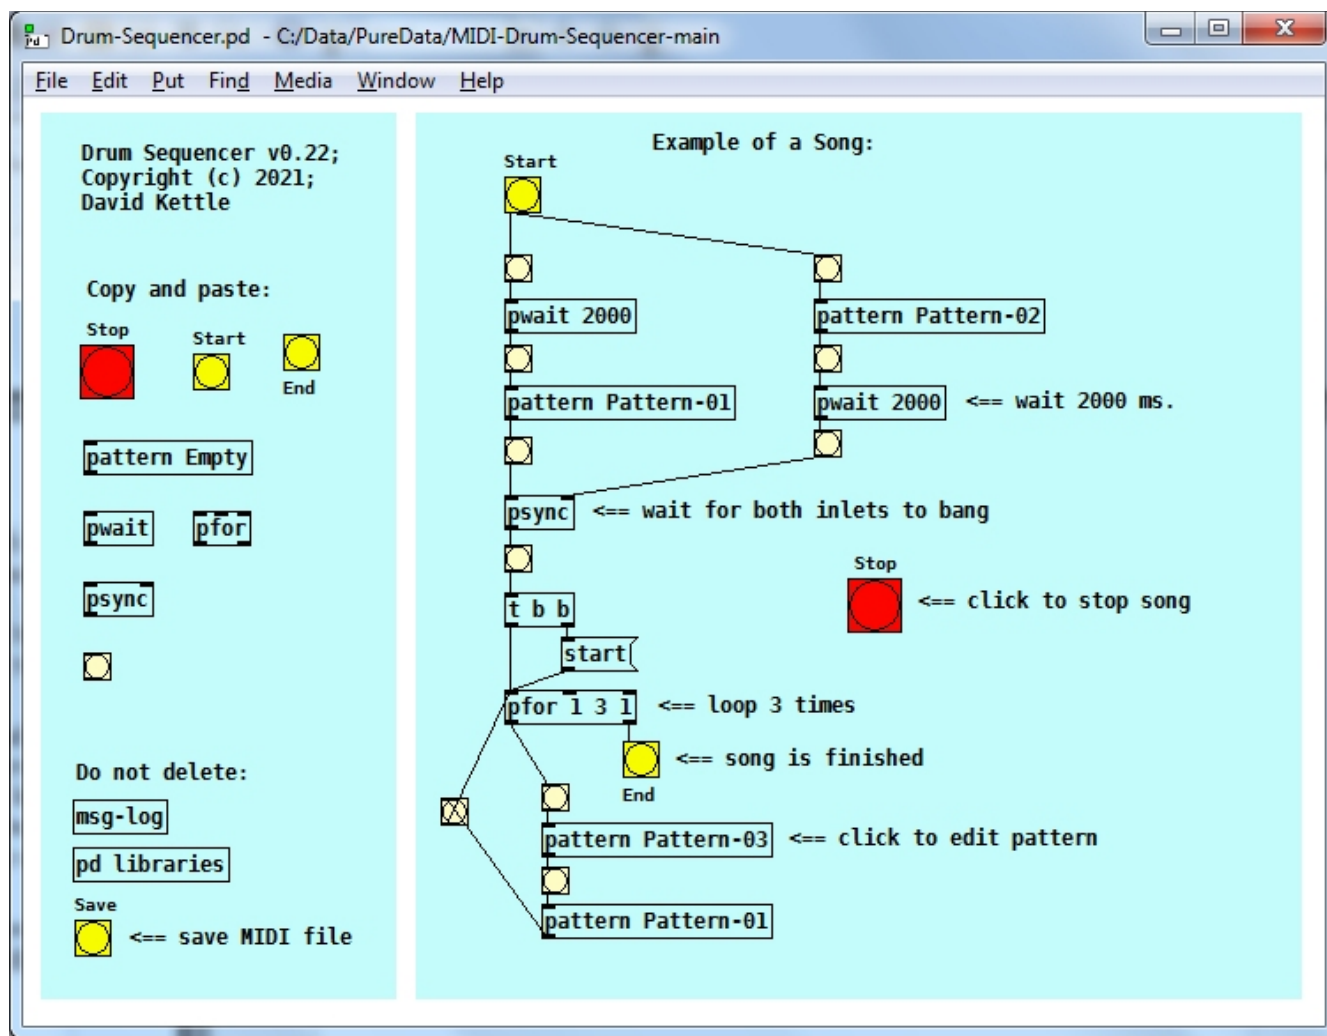 Drum-Sequencer.pd - C:/Data/PureData/MIDI-Drum-Sequencer-main
File Edit Put Find Media Window Help
Drum Sequencer v0.22;
Copyright (c) 2021;
David Kettle
Copy and paste:
Stop
Start
End
pattern Empty
pwait
pfor
psync
Do not delete:
msg-log
pd libraries
Save
<== save MIDI file
Example of a Song:
Start
pwait 2000
pattern Pattern-02
pattern Pattern-01
pwait 2000
<== wait 2000 ms.
psync
<== wait for both inlets to bang
Stop
<== click to stop song
t b b
start
pfor 1 3 1
<== loop 3 times
<== song is finished
End
pattern Pattern-03
<== click to edit pattern
pattern Pattern-01